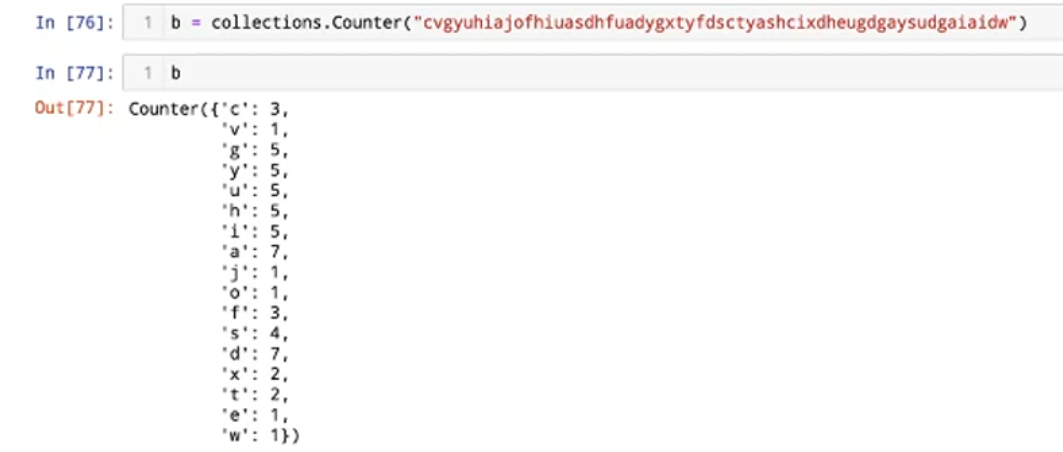 In [76]: 1 b = collections.Counter("cvgyuhiajofhiuasdhfuadygxtyfdsctyashcixdheugdgaysudgaiaidw")
In [77]: 1 b
Out[77]: Counter({'c': 3,
'v': 1,
'g': 5,
'y': 5,
'u': 5,
'h': 5,
'i': 5,
'a': 7,
'j': 1,
'o': 1,
'f': 3,
's': 4,
'd': 7,
'x': 2,
't': 2,
'e': 1,
'w': 1})